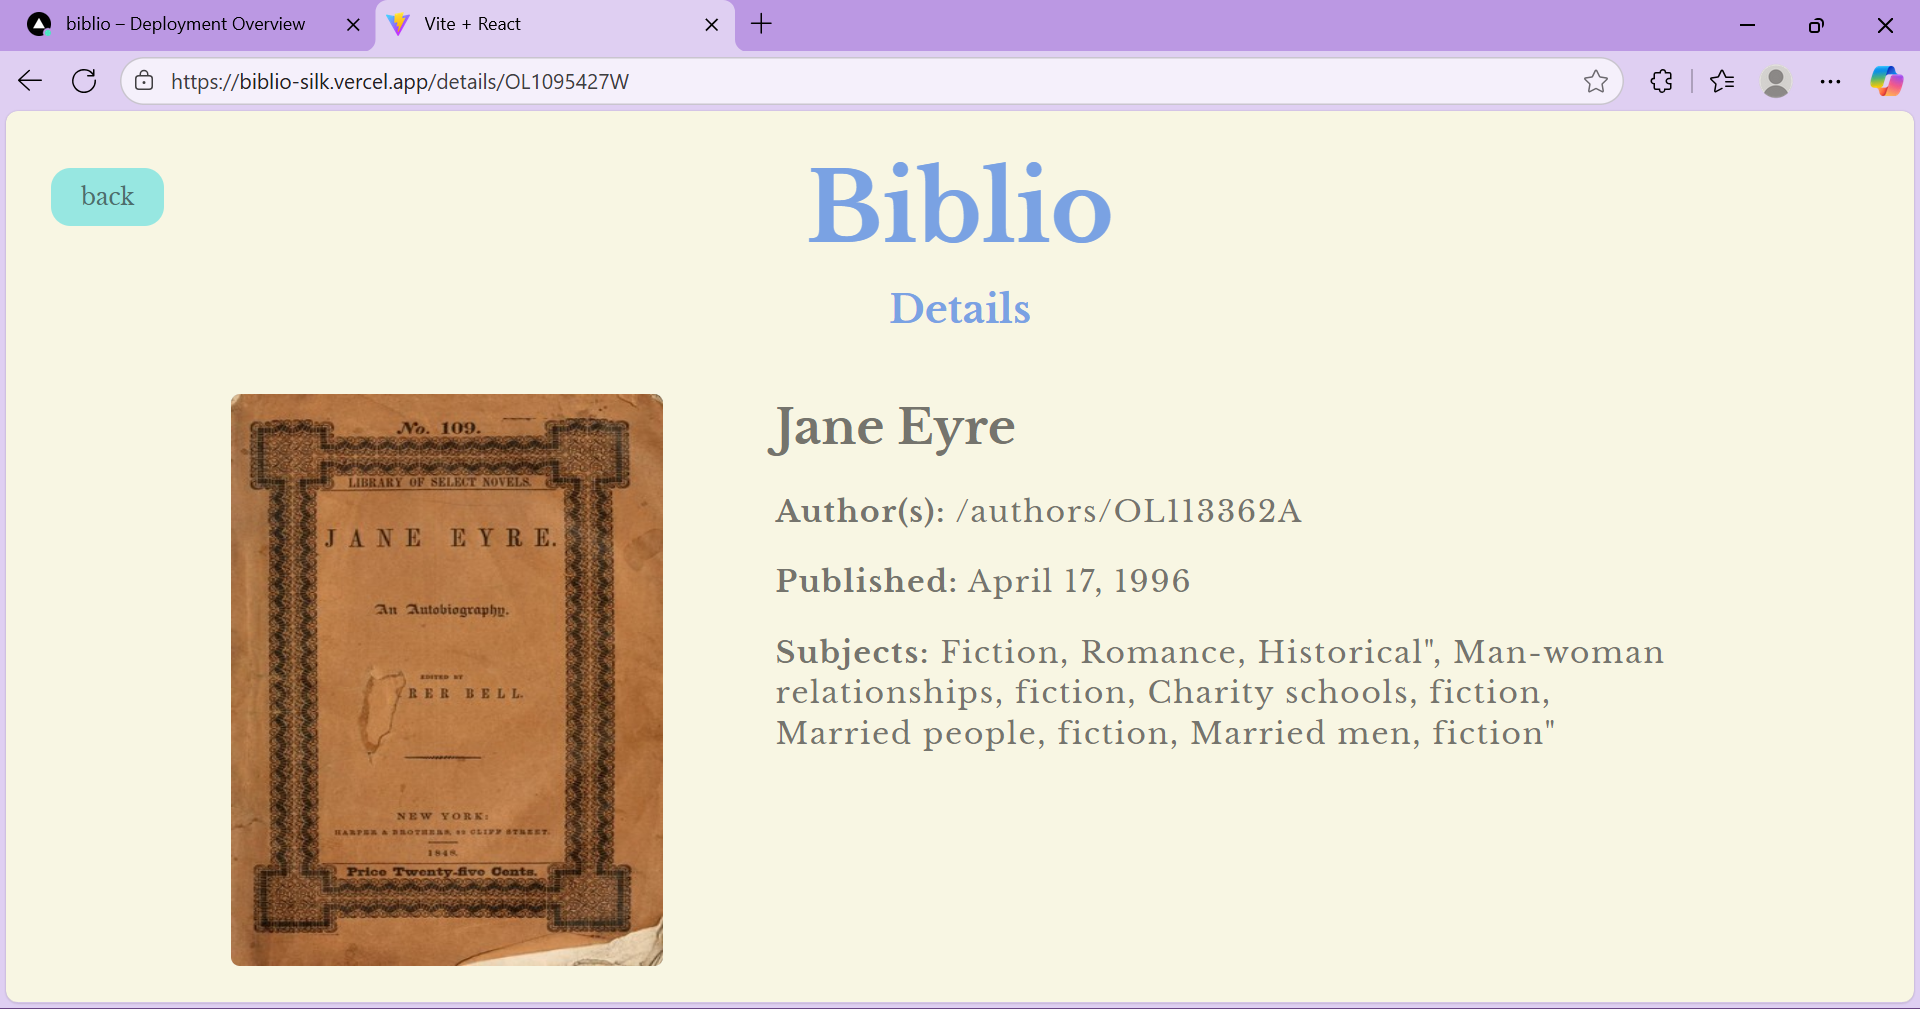 biblio – Deployment Overview
Vite + React
https://biblio-silk.vercel.app/details/OL1095427W
back
Biblio
Details
No. 109.
LIBRARY OF SELECT NOVELS.
JANE EYRE.
An Autobiography.
EDITED BY
RER BELL.
NEW YORK:
HARPER & BROTHERS, 82 CLIFF STREET.
1848.
Price Twenty-five Cents.
Jane Eyre
Author(s): /authors/OL113362A
Published: April 17, 1996
Subjects: Fiction, Romance, Historical", Man-woman
relationships, fiction, Charity schools, fiction,
Married people, fiction, Married men, fiction"